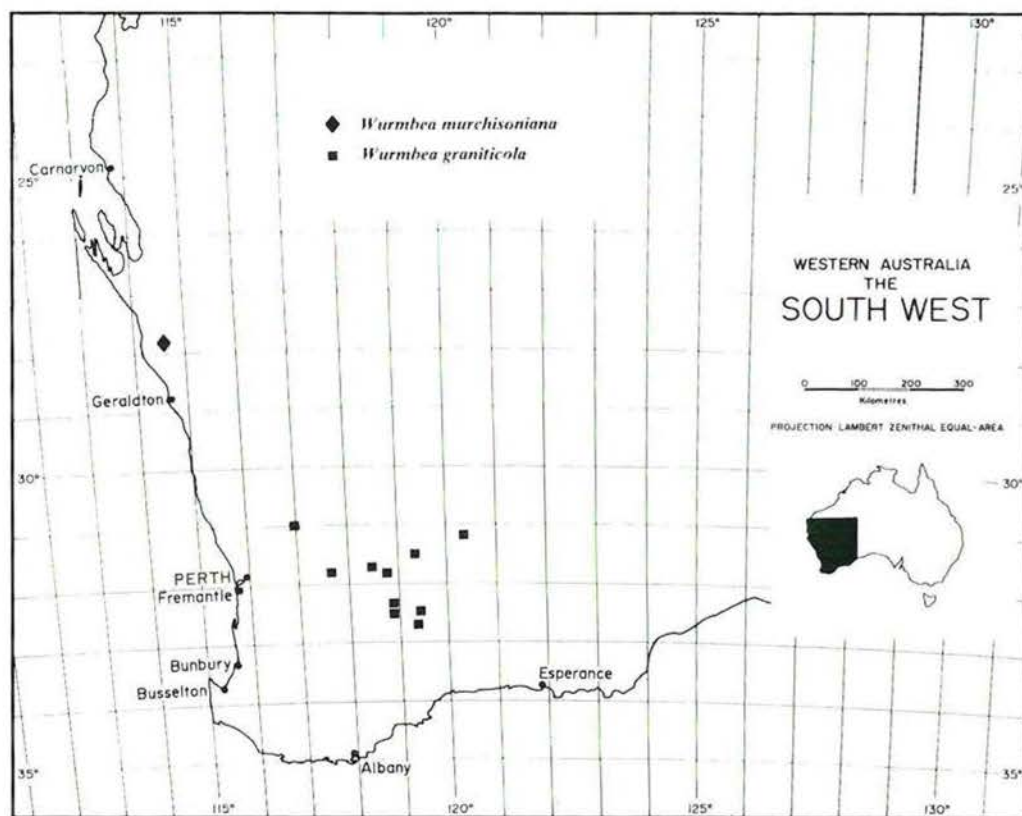 115° 120° 125° 130°
Wurmbea murchisoniana
Wurmbea graniticola
Carnarvon
25° 25°
WESTERN AUSTRALIA
THE
SOUTH WEST
0 100 200 300
Kilometres
PROJECTION LAMBERT ZENITHAL EQUAL-AREA
Geraldton
30° 30°
PERTH
Fremantle
Bunbury
Busselton
Esperance
Albany
35° 35°
115° 120° 125° 130°